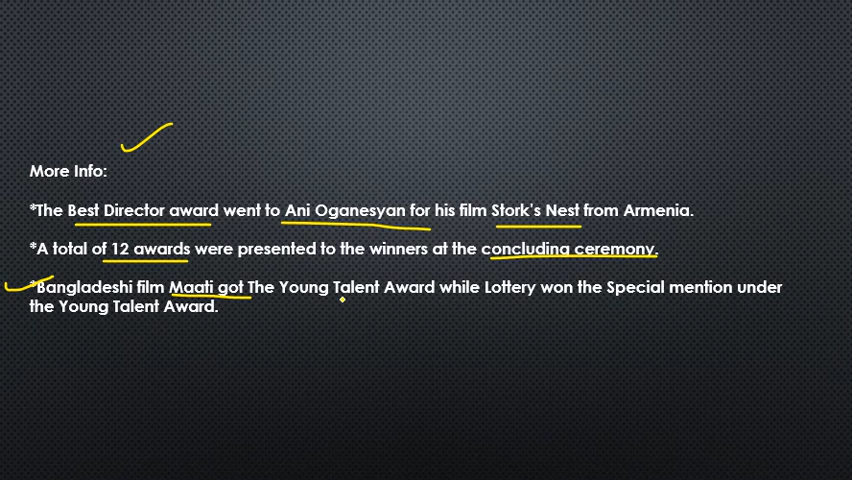 More Info:
*The Best Director award went to Ani Oganesyan for his film Stork's Nest from Armenia.
*A total of 12 awards were presented to the winners at the concluding ceremony.
*Bangladeshi film Maati got The Young Talent Award while Lottery won the Special mention under
the Young Talent Award.